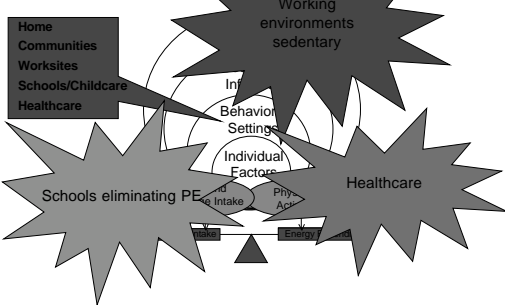 Working
environments
sedentary
Home
Communities
Worksites
Schools/Childcare
Healthcare
Behavior
Settings
Individual
Factors
Schools eliminating PE
Healthcare
Intake
Energy